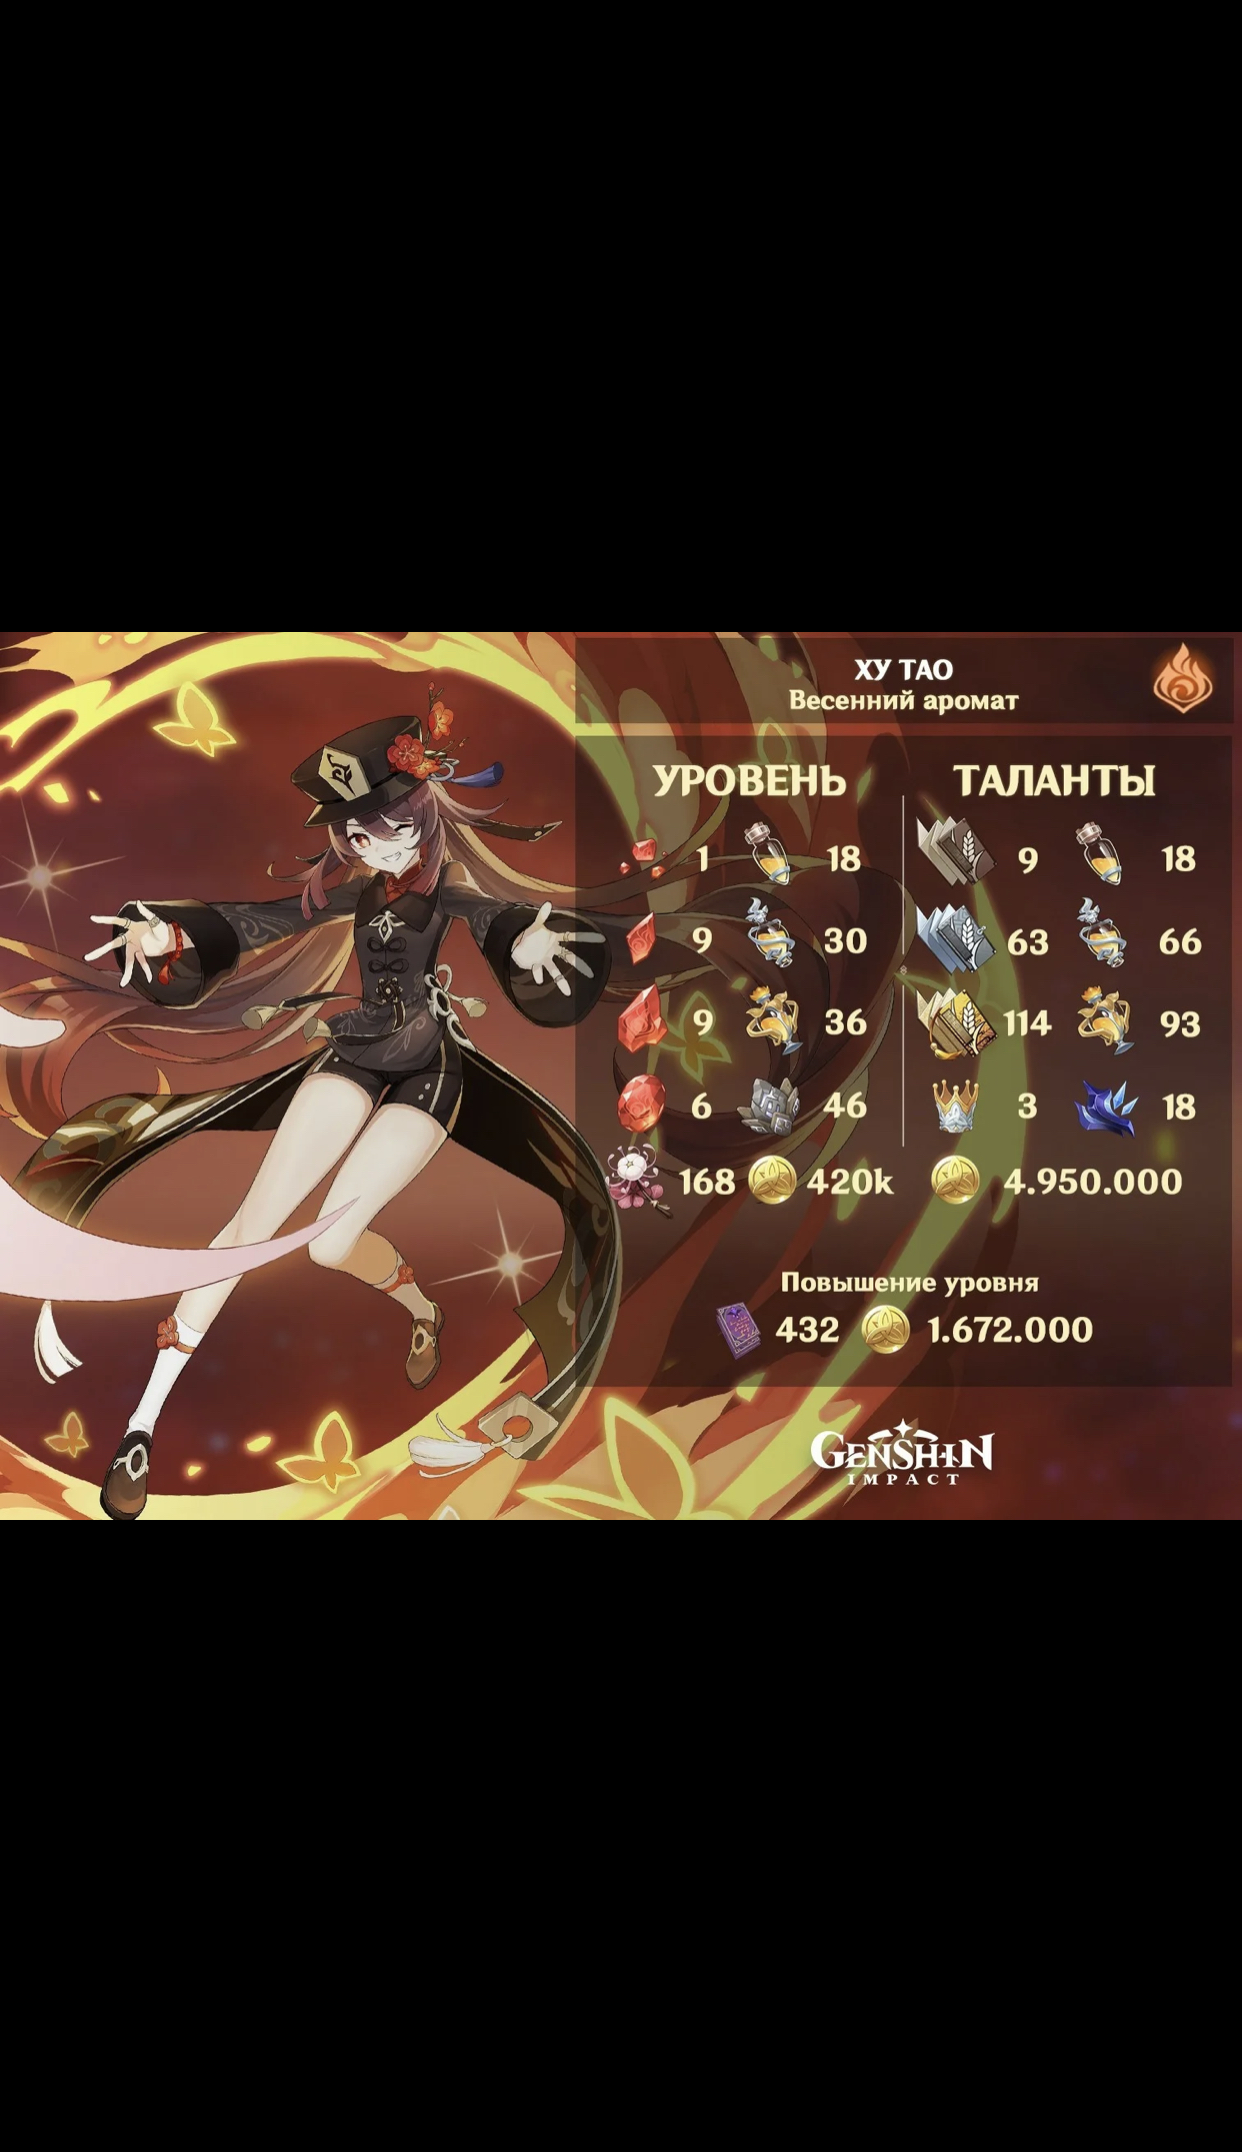 ХУ ТАО
Весенний аромат
УРОВЕНЬ ТАЛАНТЫ
1 18 9 18
9 30 63 66
9 36 114 93
6 46 3 18
168 420k 4.950.000
Повышение уровня
432 1.672.000
GENSHIN
IMPACT